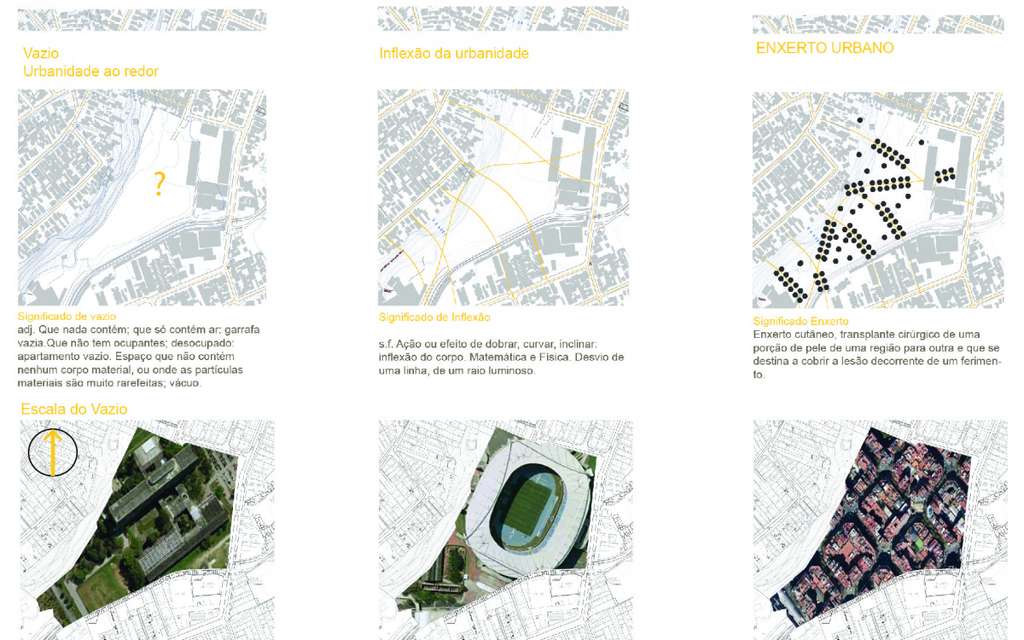 Vazio
Urbanidade ao redor
?
Significado de vazio
adj. Que nada contém; que só contém ar: garrafa
vazia.Que não tem ocupantes; desocupado:
apartamento vazio. Espaço que não contém
nenhum corpo material, ou onde as partículas
materiais são muito rarefeitas; vácuo.
Escala do Vazio
Inflexão da urbanidade
Significado de Inflexão
s.f. Ação ou efeito de dobrar, curvar, inclinar:
inflexão do corpo. Matemática e Física. Desvio de
uma linha, de um raio luminoso.
ENXERTO URBANO
Significado Enxerto
Enxerto cutâneo, transplante cirúrgico de uma
porção de pele de uma região para outra e que se
destina a cobrir a lesão decorrente de um ferimen-
to.